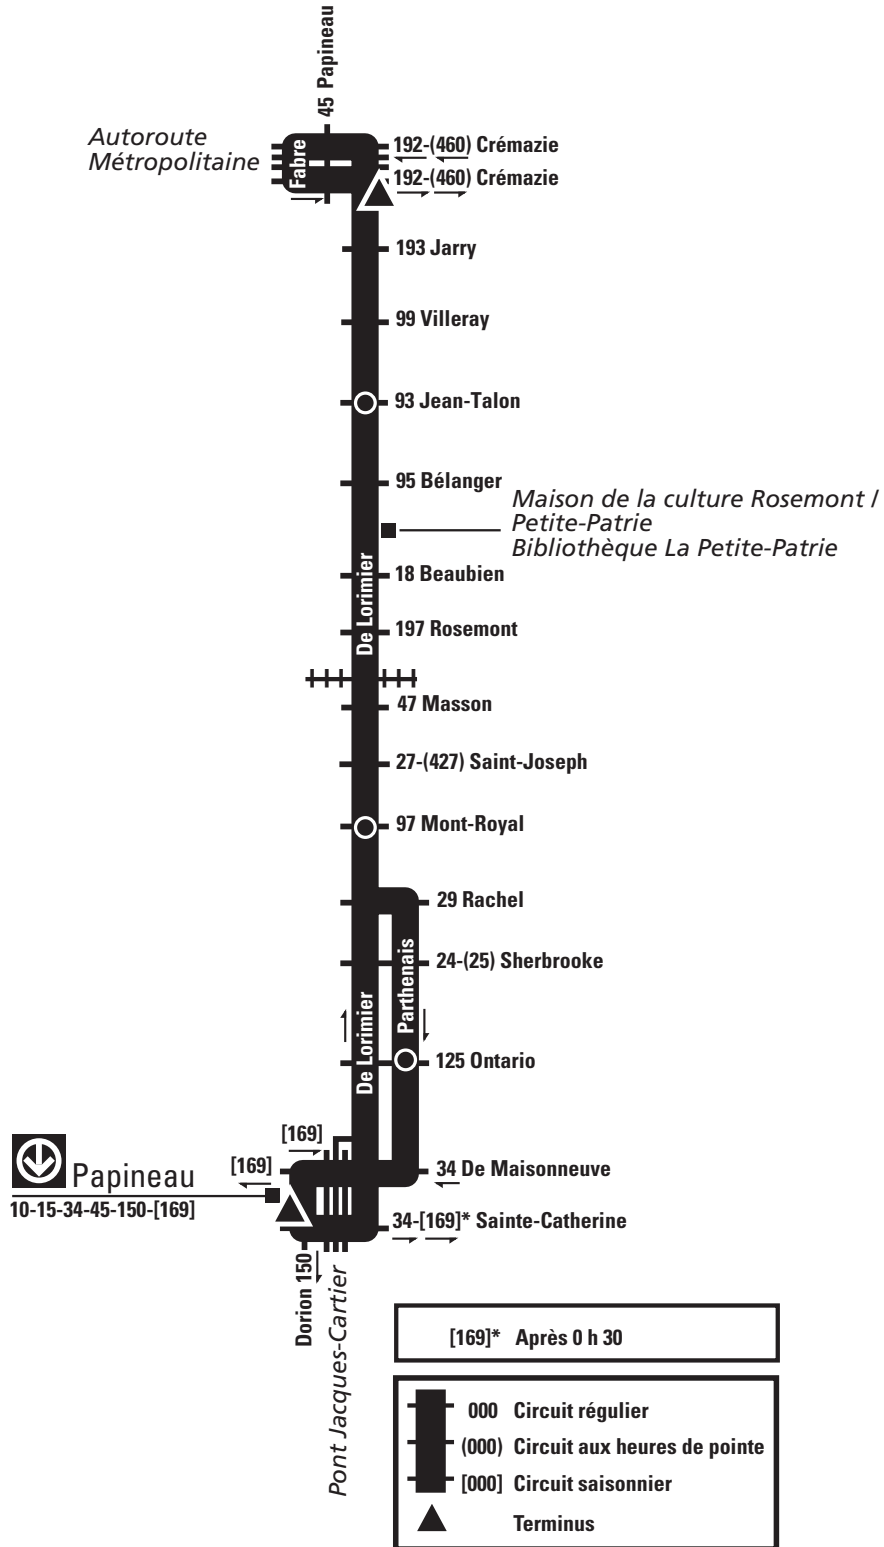 45 Papineau
Autoroute
Métropolitaine
Fabre
192-(460) Crémazie
192-(460) Crémazie
193 Jarry
99 Villeray
93 Jean-Talon
95 Bélanger
Maison de la culture Rosemont /
Petite-Patrie
Bibliothèque La Petite-Patrie
18 Beaubien
De Lorimier
197 Rosemont
47 Masson
27-(427) Saint-Joseph
97 Mont-Royal
29 Rachel
24-(25) Sherbrooke
Parthenais
De Lorimier
125 Ontario
[169]
[169]
34 De Maisonneuve
Papineau
10-15-34-45-150-[169]
34-[169]* Sainte-Catherine
Dorion 150
Pont Jacques-Cartier
[169]* Après 0 h 30
000 Circuit régulier
(000) Circuit aux heures de pointe
[000] Circuit saisonnier
Terminus